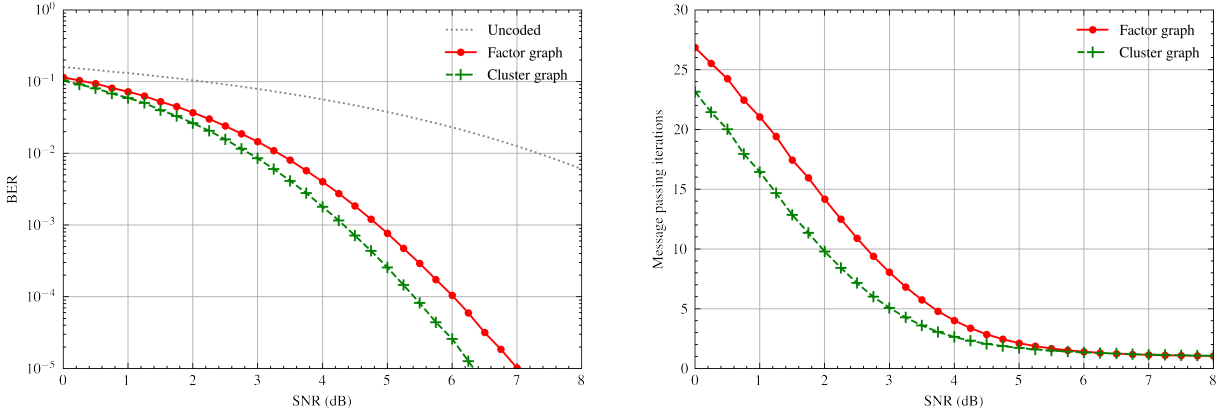 10⁰
10⁻¹
10⁻²
10⁻³
10⁻⁴
10⁻⁵
BER
0 1 2 3 4 5 6 7 8
SNR (dB)
Uncoded
Factor graph
Cluster graph
30
25
20
15
10
5
0
Message passing iterations
0 1 2 3 4 5 6 7 8
SNR (dB)
Factor graph
Cluster graph